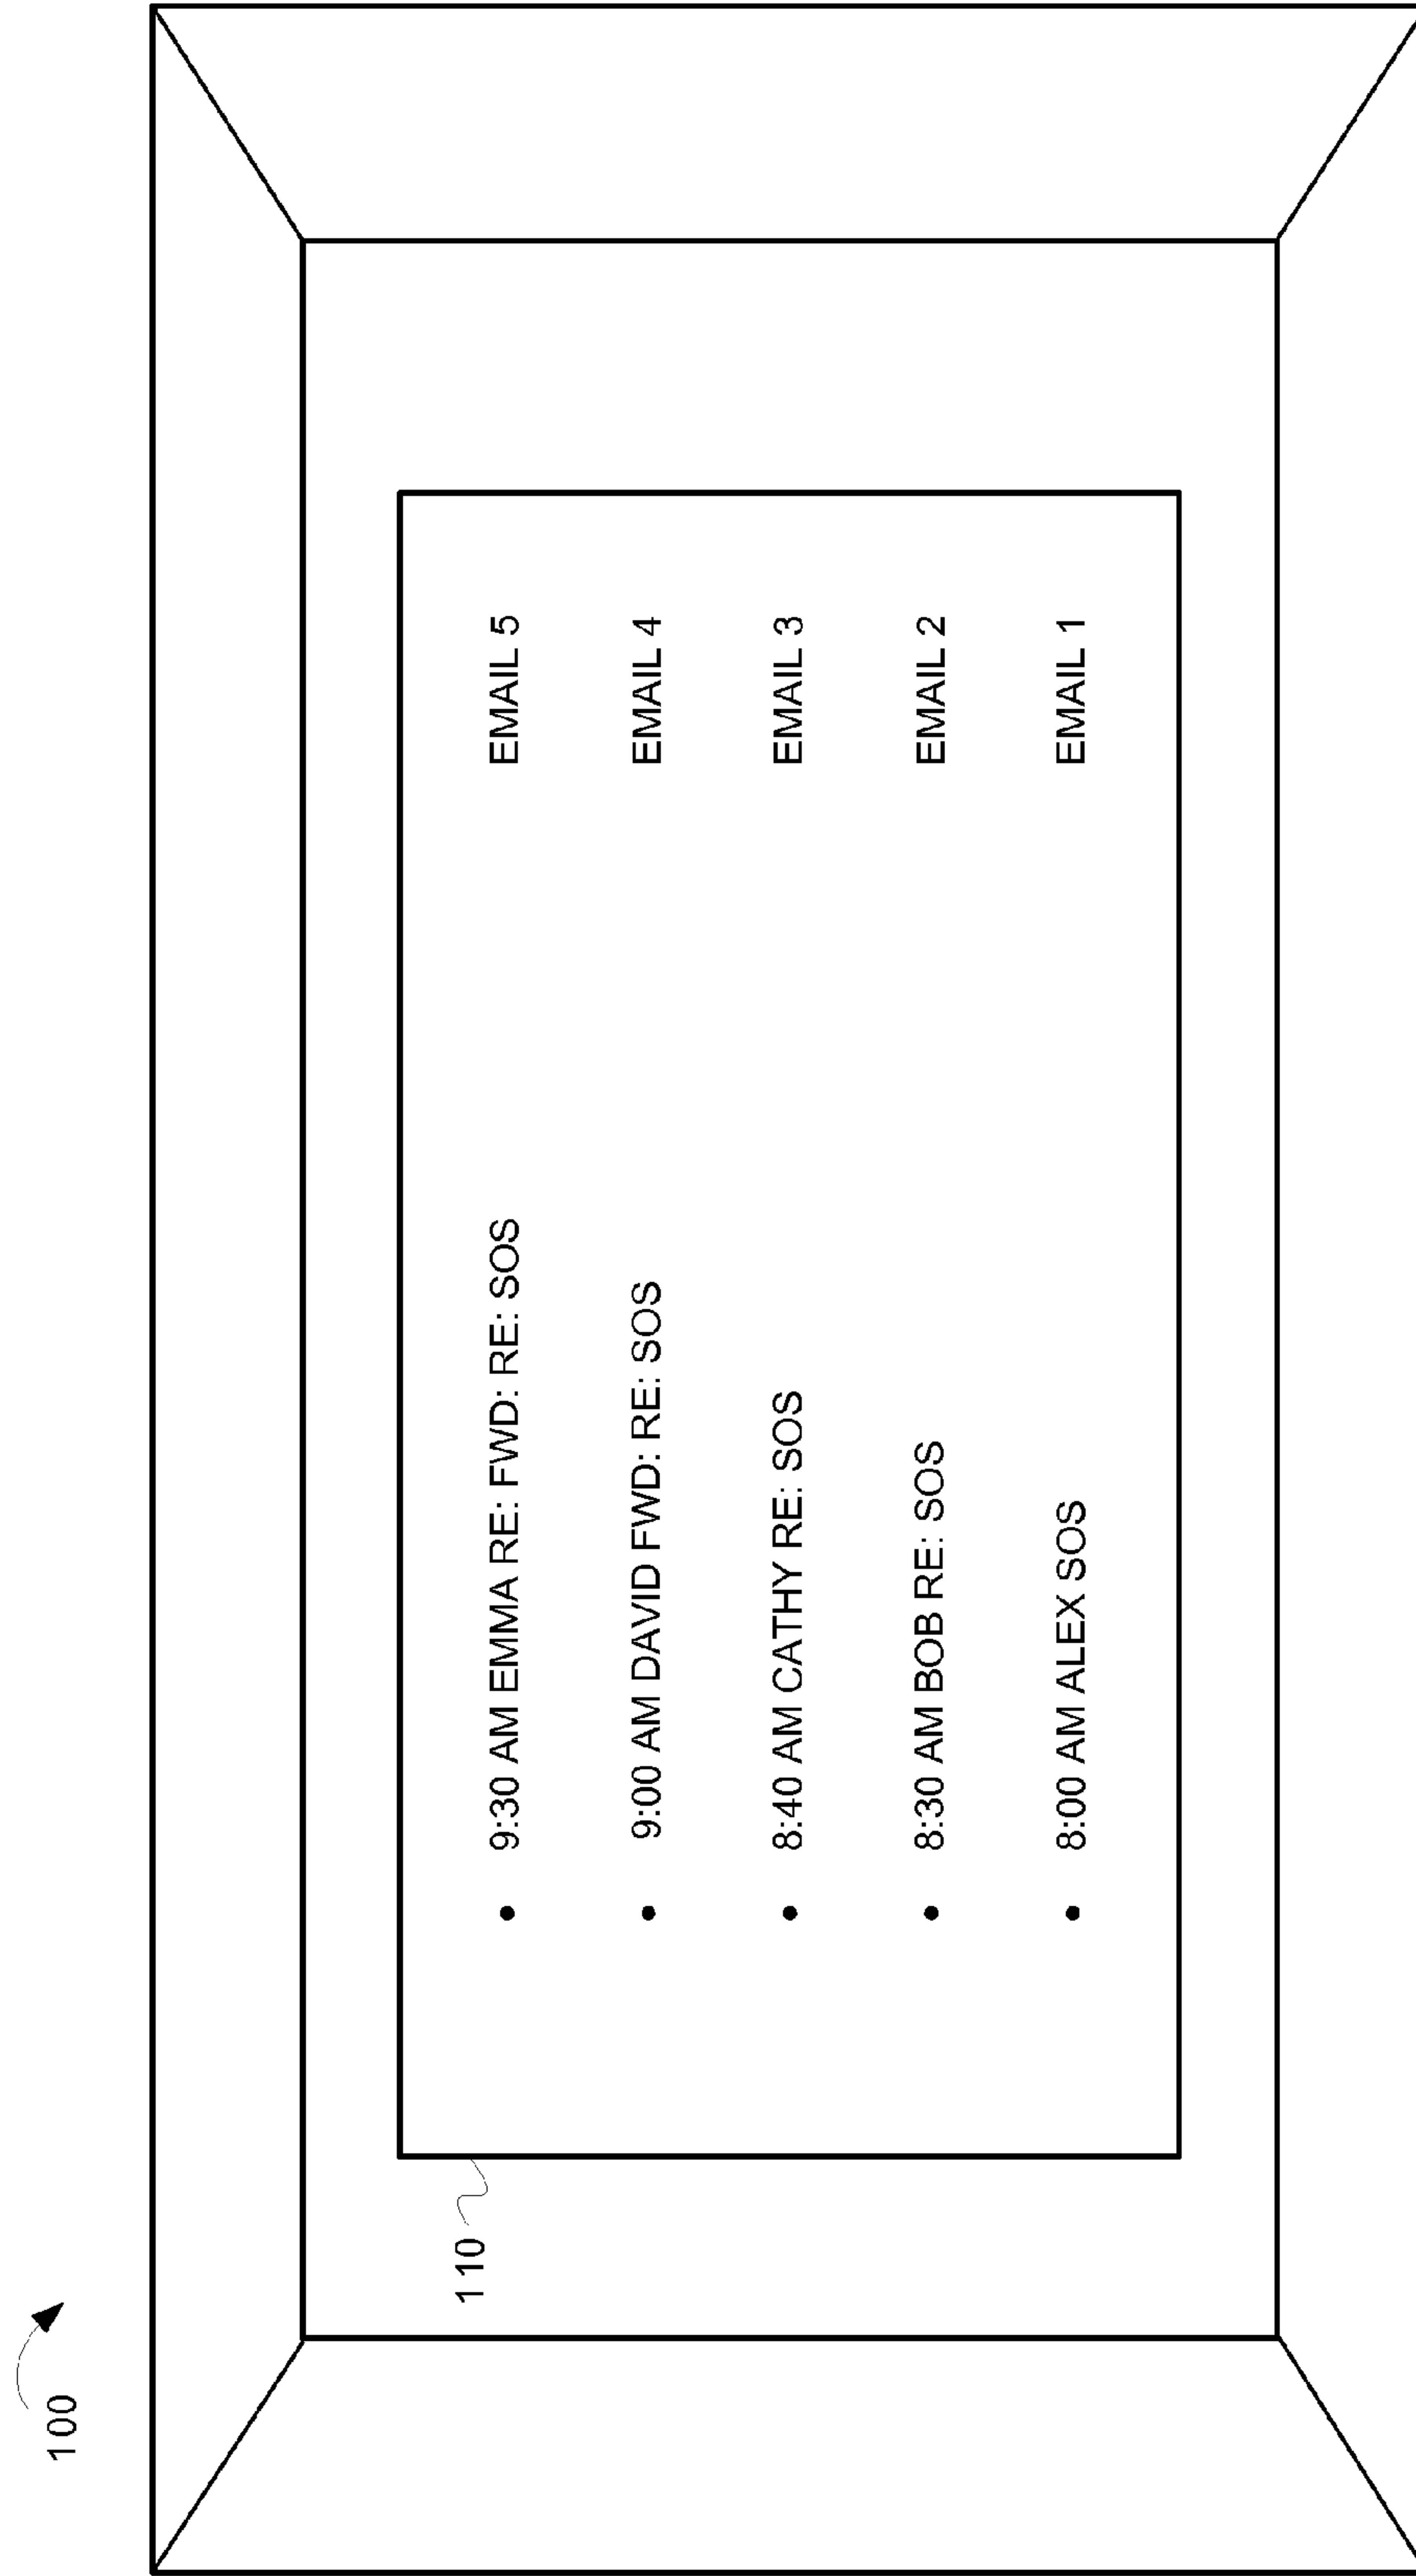 100
110
• 9:30 AM EMMA RE: FWD: RE: SOS EMAIL 5
• 9:00 AM DAVID FWD: RE: SOS EMAIL 4
• 8:40 AM CATHY RE: SOS EMAIL 3
• 8:30 AM BOB RE: SOS EMAIL 2
• 8:00 AM ALEX SOS EMAIL 1